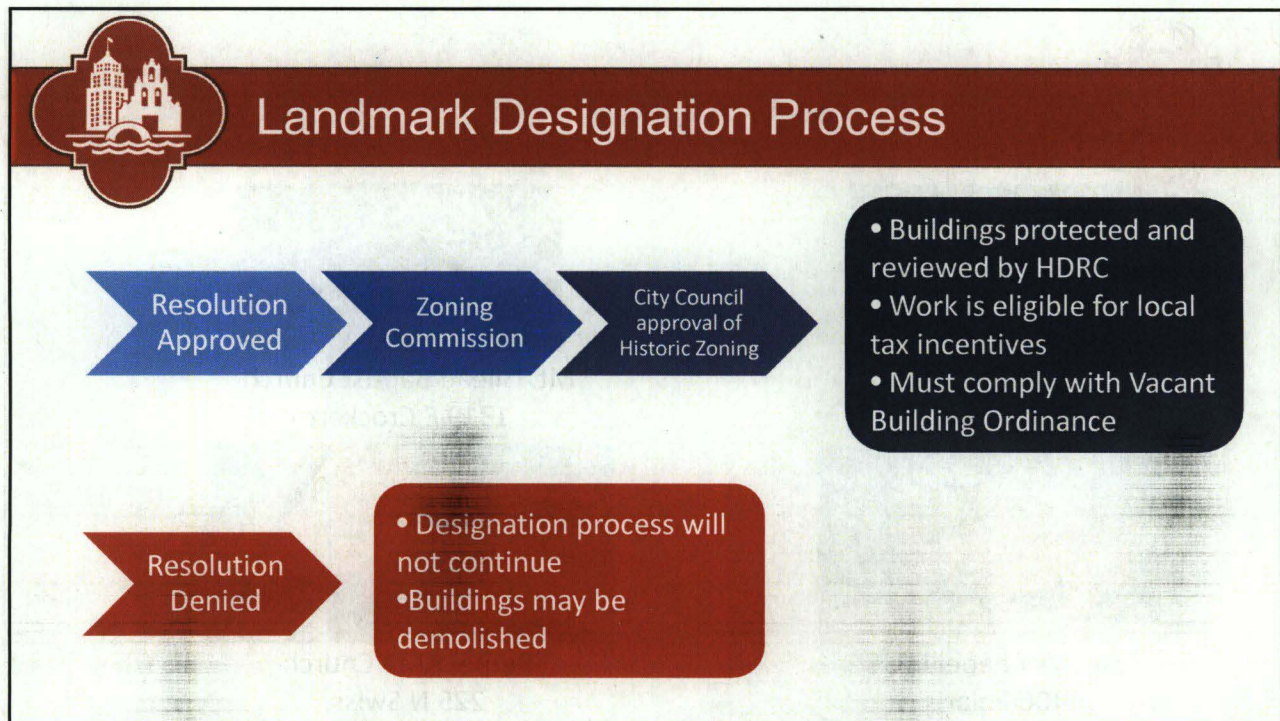 Landmark Designation Process
Resolution
Approved
Zoning
Commission
City Council
approval of
Historic Zoning
• Buildings protected and
reviewed by HDRC
• Work is eligible for local
tax incentives
• Must comply with Vacant
Building Ordinance
Resolution
Denied
• Designation process will
not continue
•Buildings may be
demolished
225 N Swiss